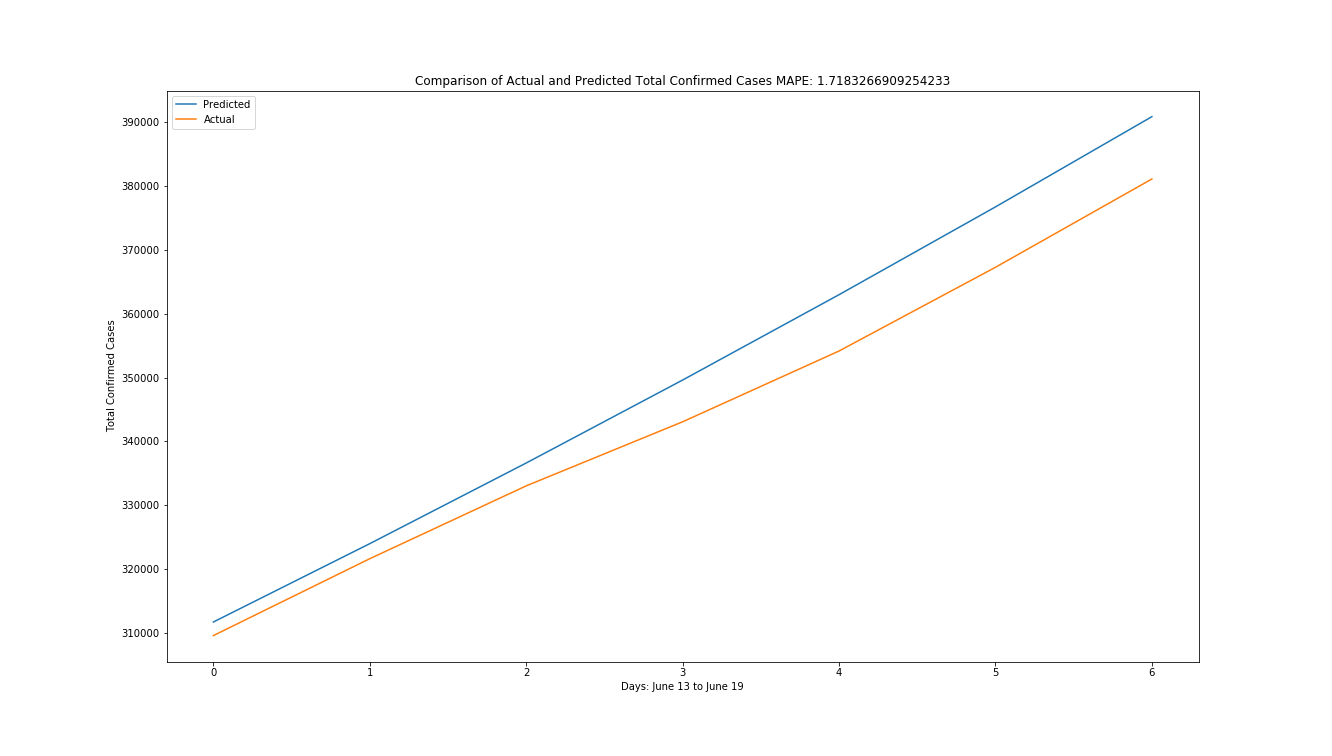 Comparison of Actual and Predicted Total Confirmed Cases MAPE: 1.7183266909254233
Predicted
Actual
390000
380000
370000
360000
350000
340000
330000
320000
310000
Total Confirmed Cases
0 1 2 3 4 5 6
Days: June 13 to June 19